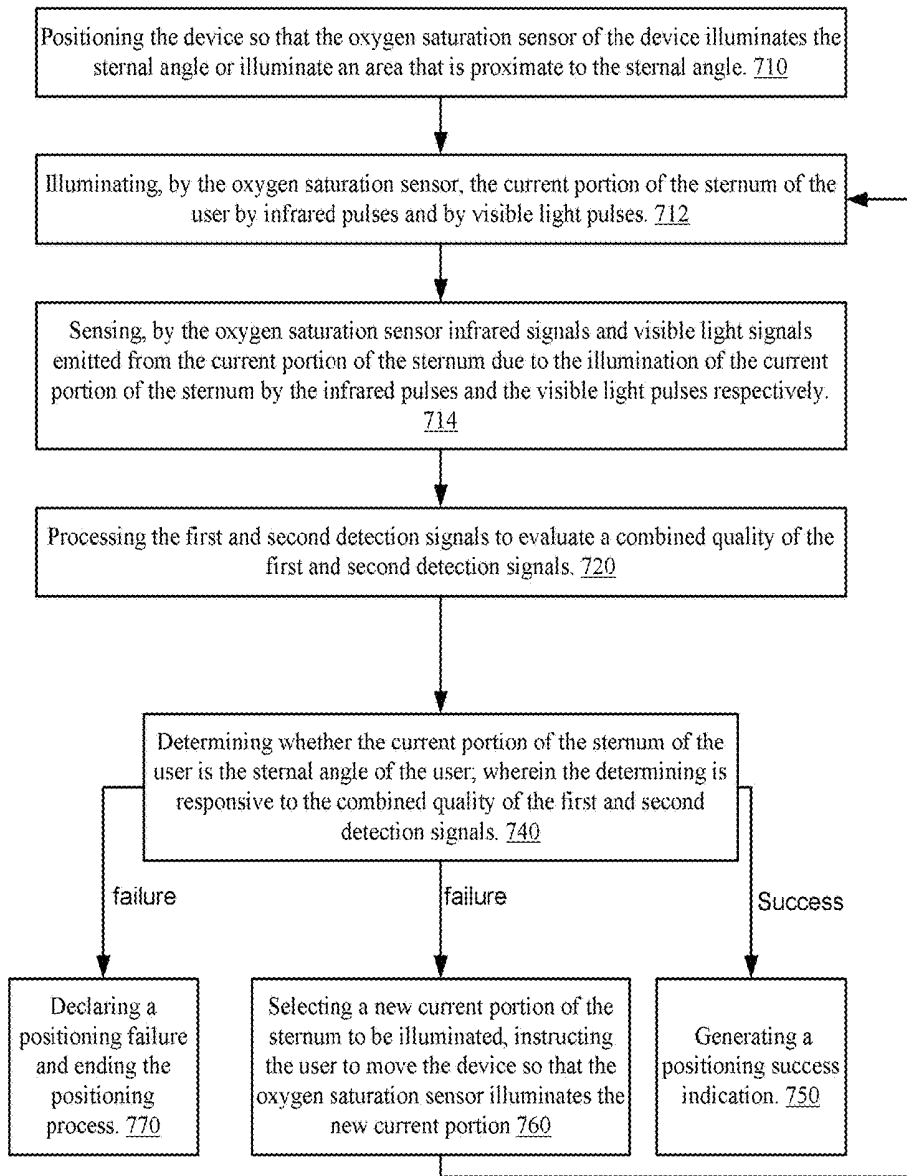 Positioning the device so that the oxygen saturation sensor of the device illuminates the
sternal angle or illuminate an area that is proximate to the sternal angle. 710
Illuminating, by the oxygen saturation sensor, the current portion of the sternum of the
user by infrared pulses and by visible light pulses. 712
Sensing, by the oxygen saturation sensor infrared signals and visible light signals
emitted from the current portion of the sternum due to the illumination of the current
portion of the sternum by the infrared pulses and the visible light pulses respectively.
714
Processing the first and second detection signals to evaluate a combined quality of the
first and second detection signals. 720
Determining whether the current portion of the sternum of the
user is the sternal angle of the user; wherein the determining is
responsive to the combined quality of the first and second
detection signals. 740
failure
failure
Success
Declaring a
positioning failure
and ending the
positioning
process. 770
Selecting a new current portion of the
sternum to be illuminated, instructing
the user to move the device so that the
oxygen saturation sensor illuminates the
new current portion 760
Generating a
positioning success
indication. 750